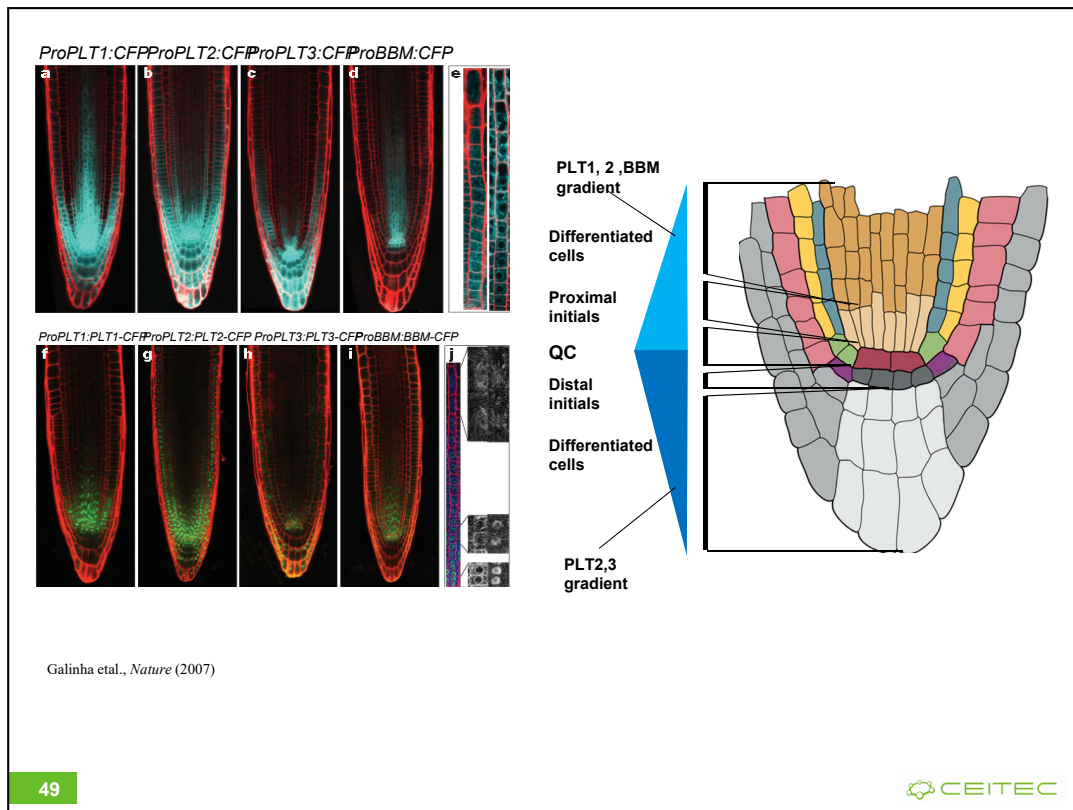 ProPLT1:CFP ProPLT2:CFP ProPLT3:CFP ProBBM:CFP
a b c d e
ProPLT1:PLT1-CFP ProPLT2:PLT2-CFP ProPLT3:PLT3-CFP ProBBM:BBM-CFP
f g h i j
PLT1, 2 ,BBM
gradient
Differentiated
cells
Proximal
initials
QC
Distal
initials
Differentiated
cells
PLT2,3
gradient
Galinha etal., Nature (2007)
49
CEITEC